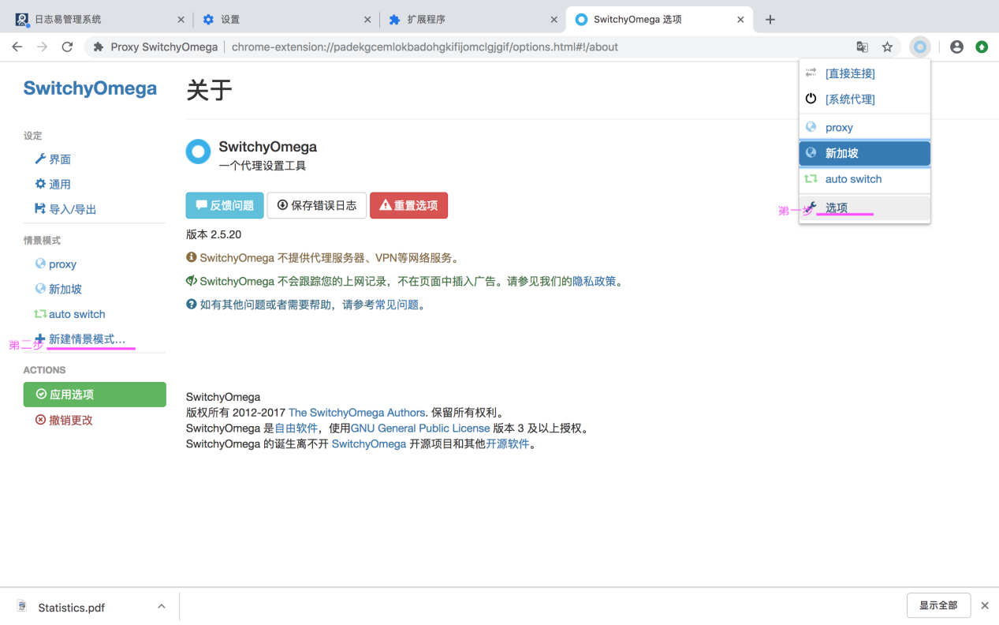 日志易管理系统
设置
扩展程序
SwitchyOmega 选项
Proxy SwitchyOmega
chrome-extension://padekgcemlokbadohgkifijomclgjgif/options.html#!/about
[直接连接]
[系统代理]
proxy
新加坡
auto switch
第一步
选项
SwitchyOmega
设定
界面
通用
导入/导出
情景模式
proxy
新加坡
auto switch
第二步
新建情景模式...
ACTIONS
应用选项
撤销更改
关于
SwitchyOmega
一个代理设置工具
反馈问题
保存错误日志
重置选项
版本 2.5.20
SwitchyOmega 不提供代理服务器、VPN等网络服务。
SwitchyOmega 不会跟踪您的上网记录，不在页面中插入广告。请参见我们的隐私政策。
如有其他问题或者需要帮助，请参考常见问题。
SwitchyOmega
版权所有 2012-2017 The SwitchyOmega Authors. 保留所有权利。
SwitchyOmega 是自由软件，使用GNU General Public License 版本 3 及以上授权。
SwitchyOmega 的诞生离不开 SwitchyOmega 开源项目和其他开源软件。
Statistics.pdf
显示全部